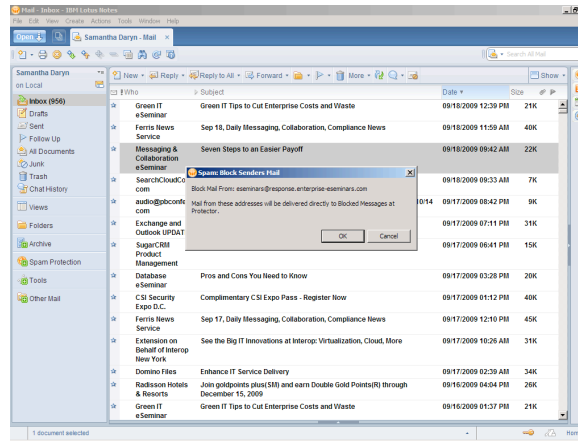 Mail - Inbox - IBM Lotus Notes
File Edit View Create Actions Tools Window Help
Open
Samantha Daryn - Mail ×
Search All Mail
Samantha Daryn
on Local
New Reply Reply to All Forward More Show
!Who Subject Date Size
Inbox (956)
Drafts
Sent
Follow Up
All Documents
Junk
Trash
Chat History
Views
Folders
Archive
Spam Protection
Tools
Other Mail
Green IT eSeminar Green IT Tips to Cut Enterprise Costs and Waste 09/18/2009 12:39 PM 21K
Ferris News Service Sep 18, Daily Messaging, Collaboration, Compliance News 09/18/2009 11:59 AM 40K
Messaging & Collaboration eSeminar Seven Steps to an Easier Payoff 09/18/2009 09:42 AM 22K
SearchCloudCo com 09/18/2009 09:33 AM 7K
audio@pbconfe com 10/14 09/17/2009 08:42 PM 9K
Exchange and Outlook UPDAT 09/17/2009 07:11 PM 31K
SugarCRM Product Management 09/17/2009 06:41 PM 15K
Spam: Block Senders Mail
Block Mail From: eseminars@response.enterprise-eseminars.com
Mail from these addresses will be delivered directly to Blocked Messages at
Protector.
OK Cancel
Database eSeminar Pros and Cons You Need to Know 09/17/2009 03:28 PM 20K
CSI Security Expo D.C. Complimentary CSI Expo Pass - Register Now 09/17/2009 01:12 PM 40K
Ferris News Service Sep 17, Daily Messaging, Collaboration, Compliance News 09/17/2009 12:10 PM 45K
Extension on Behalf of Interop New York See the Big IT Innovations at Interop: Virtualization, Cloud, More 09/17/2009 10:26 AM 31K
Domino Files Enhance IT Service Delivery 09/17/2009 02:39 AM 34K
Radisson Hotels & Resorts Join goldpoints plus(SM) and earn Double Gold Points(R) through December 15, 2009 09/16/2009 04:04 PM 26K
Green IT eSeminar Green IT Tips to Cut Enterprise Costs and Waste 09/16/2009 01:37 PM 21K
1 document selected
Hom